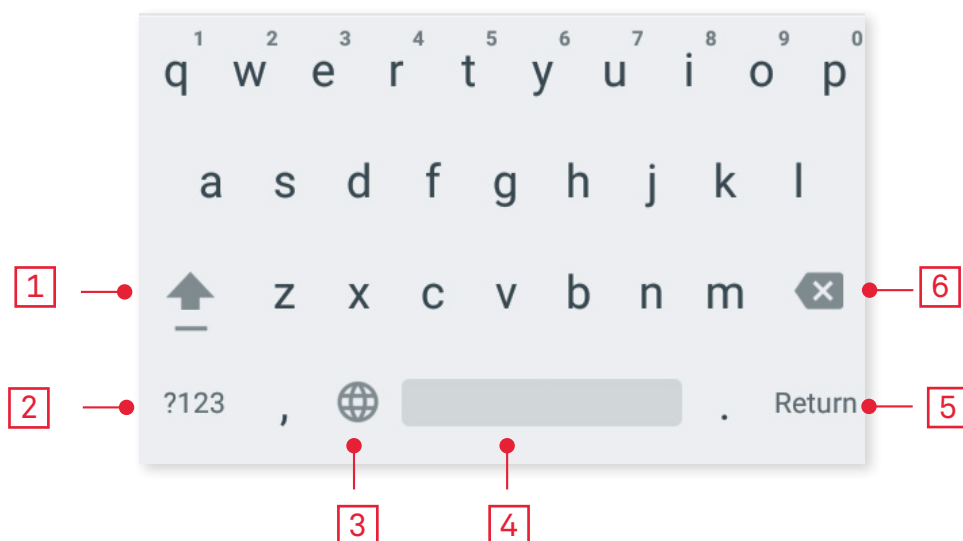 1 2 3 4 5 6 7 8 9 0
q w e r t y u i o p
a s d f g h j k l
1 z x c v b n m 6
2 ?123 , . Return 5
3 4